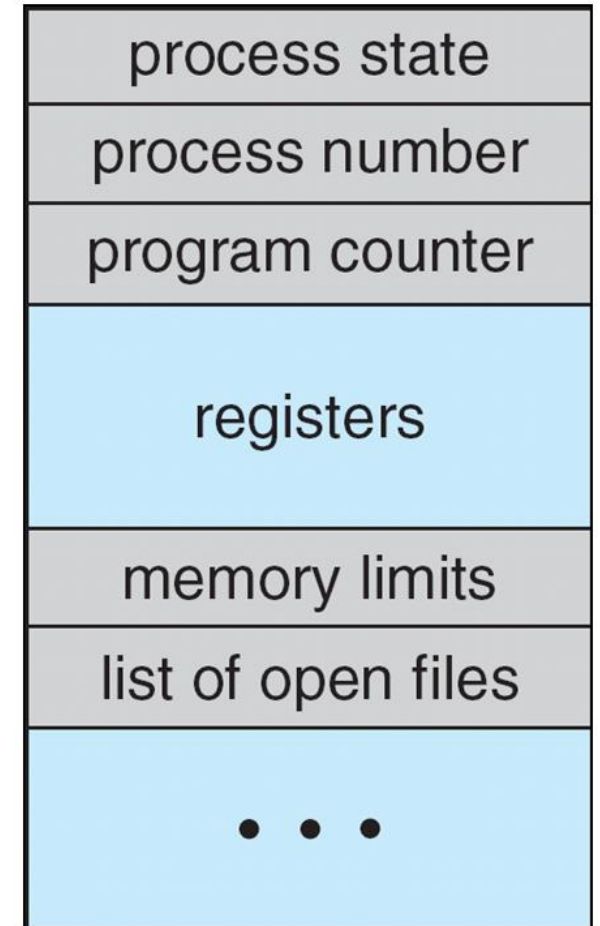 process state
process number
program counter
registers
memory limits
list of open files
• • •